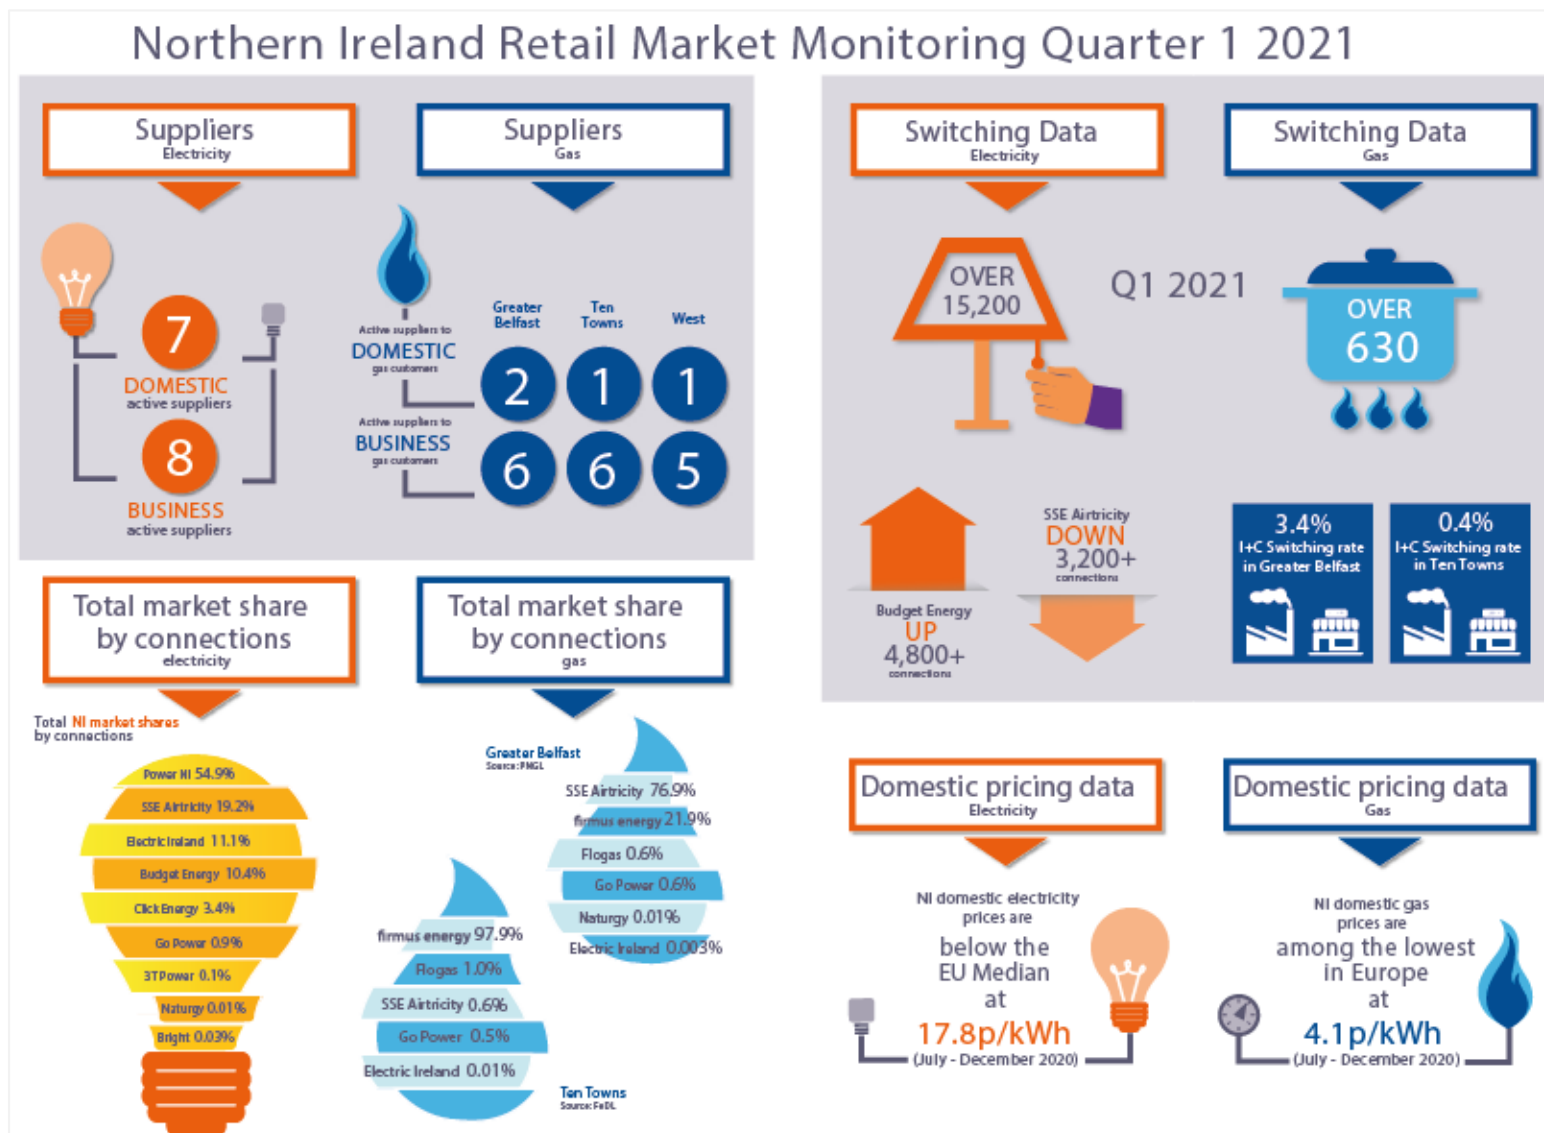 Northern Ireland Retail Market Monitoring Quarter 1 2021
Suppliers
Electricity
7
DOMESTIC
active suppliers
8
BUSINESS
active suppliers
Suppliers
Gas
Greater
Belfast
Ten
Towns
West
Active suppliers to
DOMESTIC
gas customers
2
1
1
Active suppliers to
BUSINESS
gas customers
6
6
5
Switching Data
Electricity
Switching Data
Gas
OVER
15,200
Q1 2021
OVER
630
Budget Energy
UP
4,800+
connections
SSE Airtricity
DOWN
3,200+
connections
3.4%
I+C Switching rate
in Greater Belfast
0.4%
I+C Switching rate
in Ten Towns
Total market share
by connections
electricity
Total NI market shares
by connections
Power NI 54.9%
SSE Airtricity 19.2%
Electric Ireland 11.1%
Budget Energy 10.4%
Click Energy 3.4%
Go Power 0.9%
3T Power 0.1%
Naturgy 0.01%
Bright 0.03%
Total market share
by connections
gas
Greater Belfast
Source: PNGL
SSE Airtricity 76.9%
firmus energy 21.9%
Flogas 0.6%
Go Power 0.6%
Naturgy 0.01%
Electric Ireland 0.003%
firmus energy 97.9%
Flogas 1.0%
SSE Airtricity 0.6%
Go Power 0.5%
Electric Ireland 0.01%
Ten Towns
Source: FeDL
Domestic pricing data
Electricity
NI domestic electricity
prices are
below the
EU Median
at
17.8p/kWh
(July - December 2020)
Domestic pricing data
Gas
NI domestic gas
prices are
among the lowest
in Europe
at
4.1p/kWh
(July - December 2020)